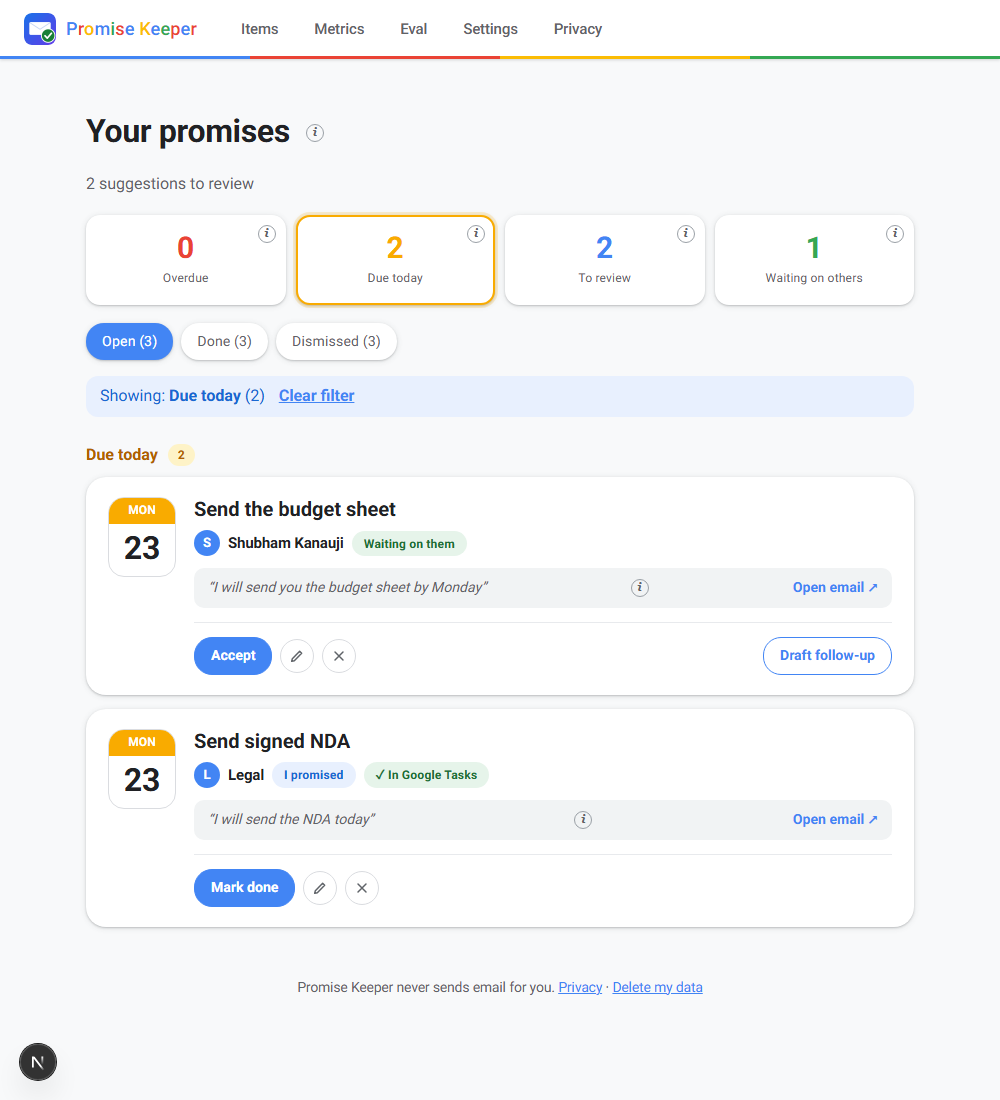 Promise Keeper Items Metrics Eval Settings Privacy
Your promises i
2 suggestions to review
0 i
Overdue
2 i
Due today
2 i
To review
1 i
Waiting on others
Open (3) Done (3) Dismissed (3)
Showing: Due today (2) Clear filter
Due today 2
MON
23
Send the budget sheet
S Shubham Kanauji Waiting on them
“I will send you the budget sheet by Monday” i Open email ↗
Accept ✕ Draft follow-up
MON
23
Send signed NDA
L Legal I promised ✓ In Google Tasks
“I will send the NDA today” i Open email ↗
Mark done ✕
Promise Keeper never sends email for you. Privacy · Delete my data
N